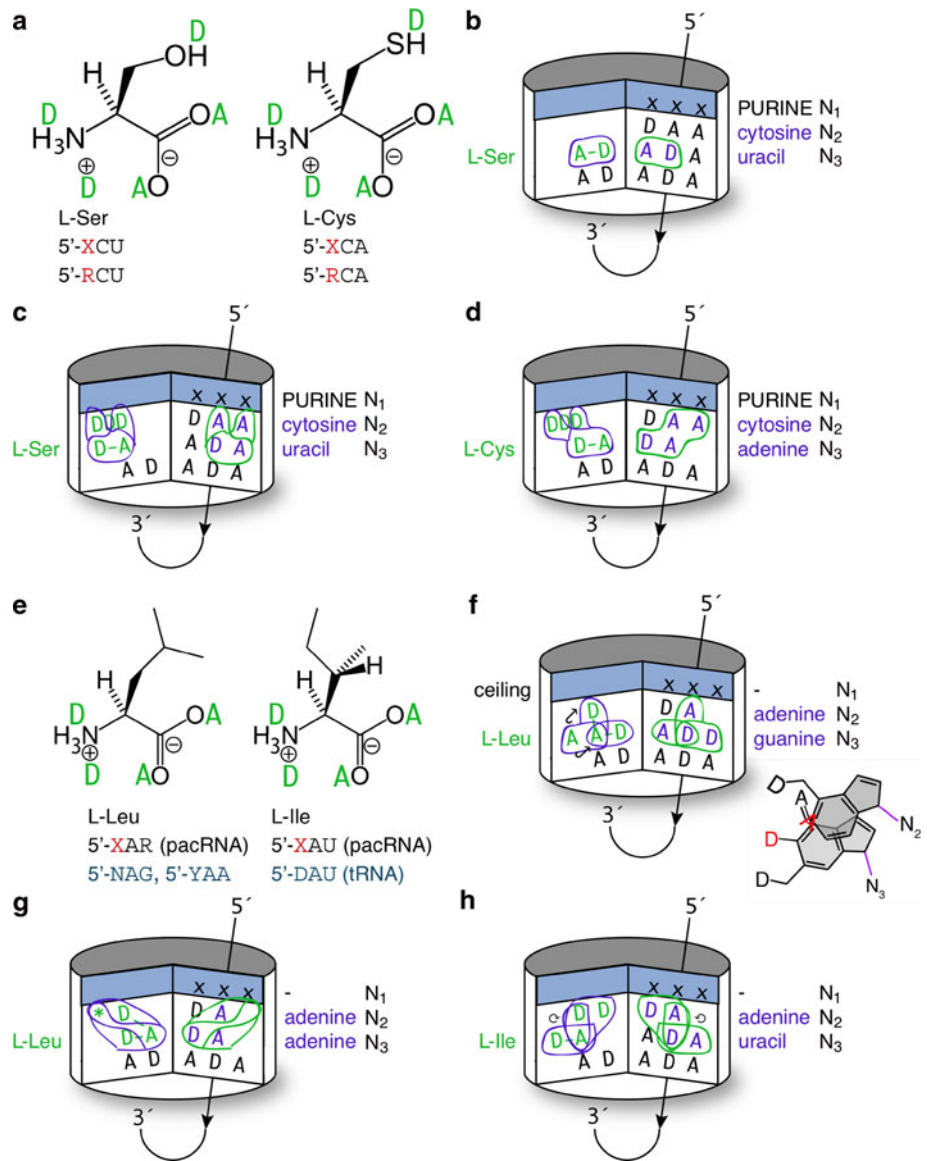 a
D
OH
H
D
H3N
⊕
D
O A
⊖
A O
L-Ser
5'-XCU
5'-RCU
D
SH
H
D
H3N
⊕
D
O A
⊖
A O
L-Cys
5'-XCA
5'-RCA
b
5´
x x x
PURINE N1
D A A
cytosine N2
L-Ser
A-D
A D A
uracil N3
A D
A D A
3´
c
5´
x x x
PURINE N1
D D D
D A A
cytosine N2
L-Ser
D-A
A D A
uracil N3
A D
A D A
3´
d
5´
x x x
PURINE N1
D D D
D A A
cytosine N2
L-Cys
D-A
D A
adenine N3
A D
A D A
3´
e
H
D
H3N
⊕
D
O A
⊖
A O
L-Leu
5'-XAR (pacRNA)
5'-NAG, 5'-YAA
H
D
H3N
⊕
D
O A
⊖
A O
L-Ile
5'-XAU (pacRNA)
5'-DAU (tRNA)
f
5´
ceiling
x x x
- N1
D
D A
adenine N2
L-Leu
A A-D
A D D
guanine N3
A D
A D A
3´
D
A
D
D
N2
N3
g
5´
x x x
- N1
* D
D A
adenine N2
L-Leu
D-A
D A
adenine N3
A D
A D A
3´
h
5´
x x x
- N1
D D
D A
adenine N2
L-Ile
D-A
A D A
uracil N3
A D
A D A
3´